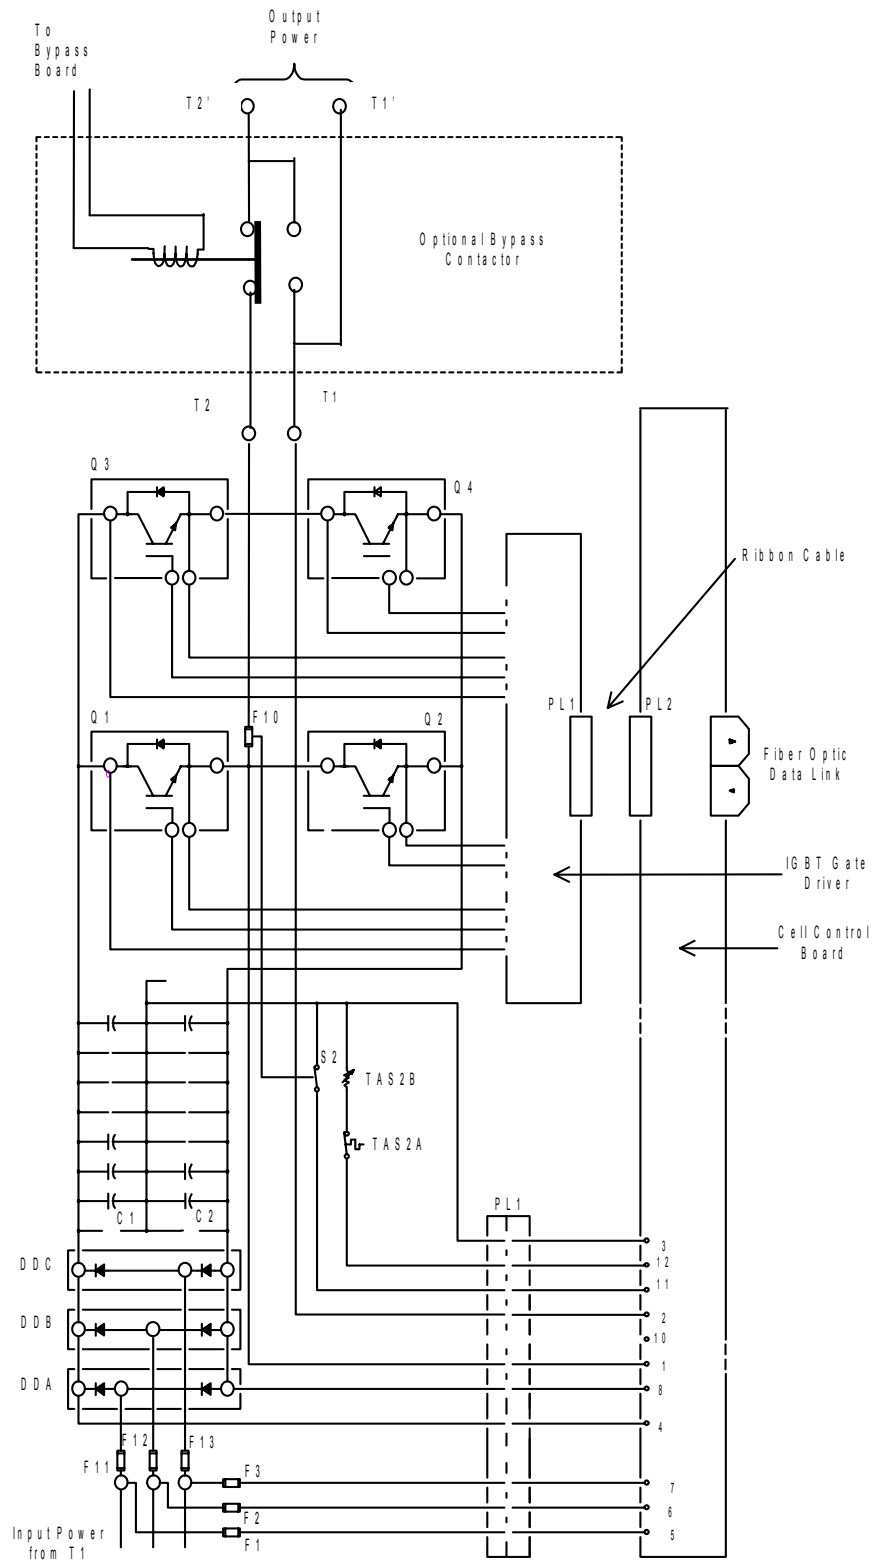 To
Bypass
Board
Output
Power
T2'
T1'
Optional Bypass
Contactor
T2
T1
Q3
Q4
Ribbon Cable
PL1
PL2
Q1
F10
Q2
Fiber Optic
Data Link
IGBT Gate
Driver
Cell Control
Board
S2
TAS2B
TAS2A
C1
C2
PL1
DDC
3
12
11
DDB
2
10
1
DDA
8
4
F12
F13
F11
F3
7
F2
6
Input Power
from T1
F1
5